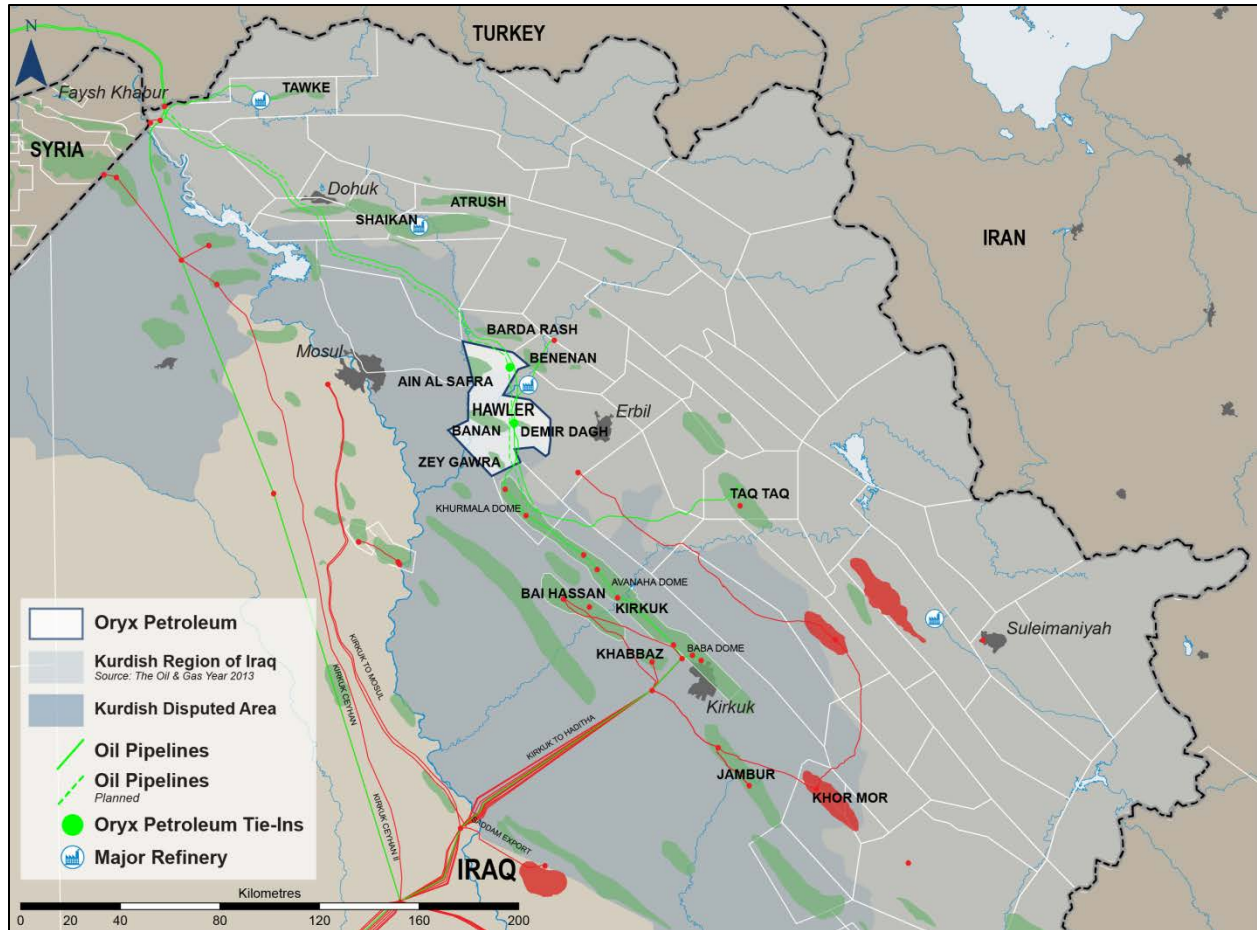 N
TURKEY
Faysh Khabur
TAWKE
SYRIA
Dohuk
ATRUSH
SHAIKAN
IRAN
BARDA RASH
Mosul
BENENAN
AIN AL SAFRA
HAWLER
Erbil
BANAN
DEMIR DAGH
ZEY GAWRA
TAQ TAQ
KHURMALA DOME
AVANAHA DOME
BAI HASSAN
KIRKUK
Suleimaniyah
KHABBAZ
BABA DOME
Kirkuk
KIRKUK TO MOSUL
KIRKUK CEYHAN
KIRKUK TO HADITHA
JAMBUR
KHOR MOR
KIRKUK CEYHAN II
SADDAM EXPORT
IRAQ
Oryx Petroleum
Kurdish Region of Iraq
Source: The Oil & Gas Year 2013
Kurdish Disputed Area
Oil Pipelines
Oil Pipelines
Planned
Oryx Petroleum Tie-Ins
Major Refinery
Kilometres
0 20 40 80 120 160 200